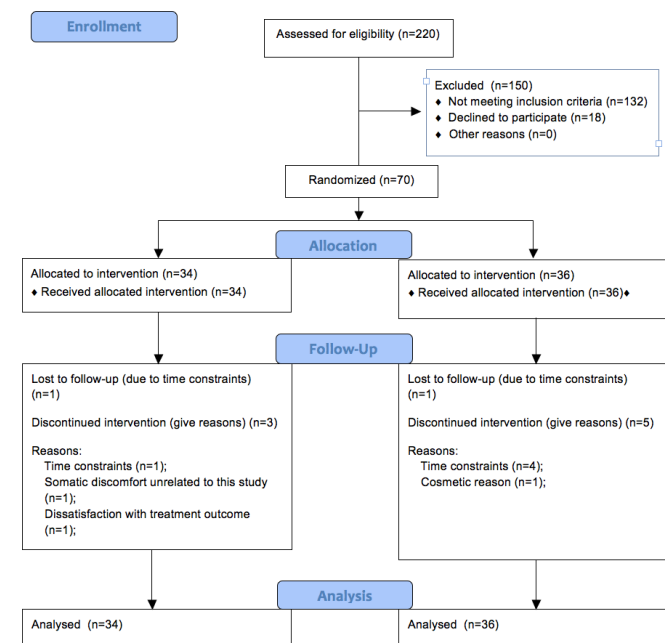 Enrollment
Assessed for eligibility (n=220)
Excluded (n=150)
♦ Not meeting inclusion criteria (n=132)
♦ Declined to participate (n=18)
♦ Other reasons (n=0)
Randomized (n=70)
Allocation
Allocated to intervention (n=34)
♦ Received allocated intervention (n=34)
Allocated to intervention (n=36)
♦ Received allocated intervention (n=36)♦
Follow-Up
Lost to follow-up (due to time constraints)
(n=1)
Discontinued intervention (give reasons) (n=3)
Reasons:
Time constraints (n=1);
Somatic discomfort unrelated to this study
(n=1);
Dissatisfaction with treatment outcome
(n=1);
Lost to follow-up (due to time constraints)
(n=1)
Discontinued intervention (give reasons) (n=5)
Reasons:
Time constraints (n=4);
Cosmetic reason (n=1);
Analysis
Analysed (n=34)
Analysed (n=36)